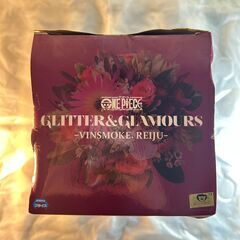 ONE PIECE
GLITTER&GLAMOURS
-VINSMOKE REIJU-